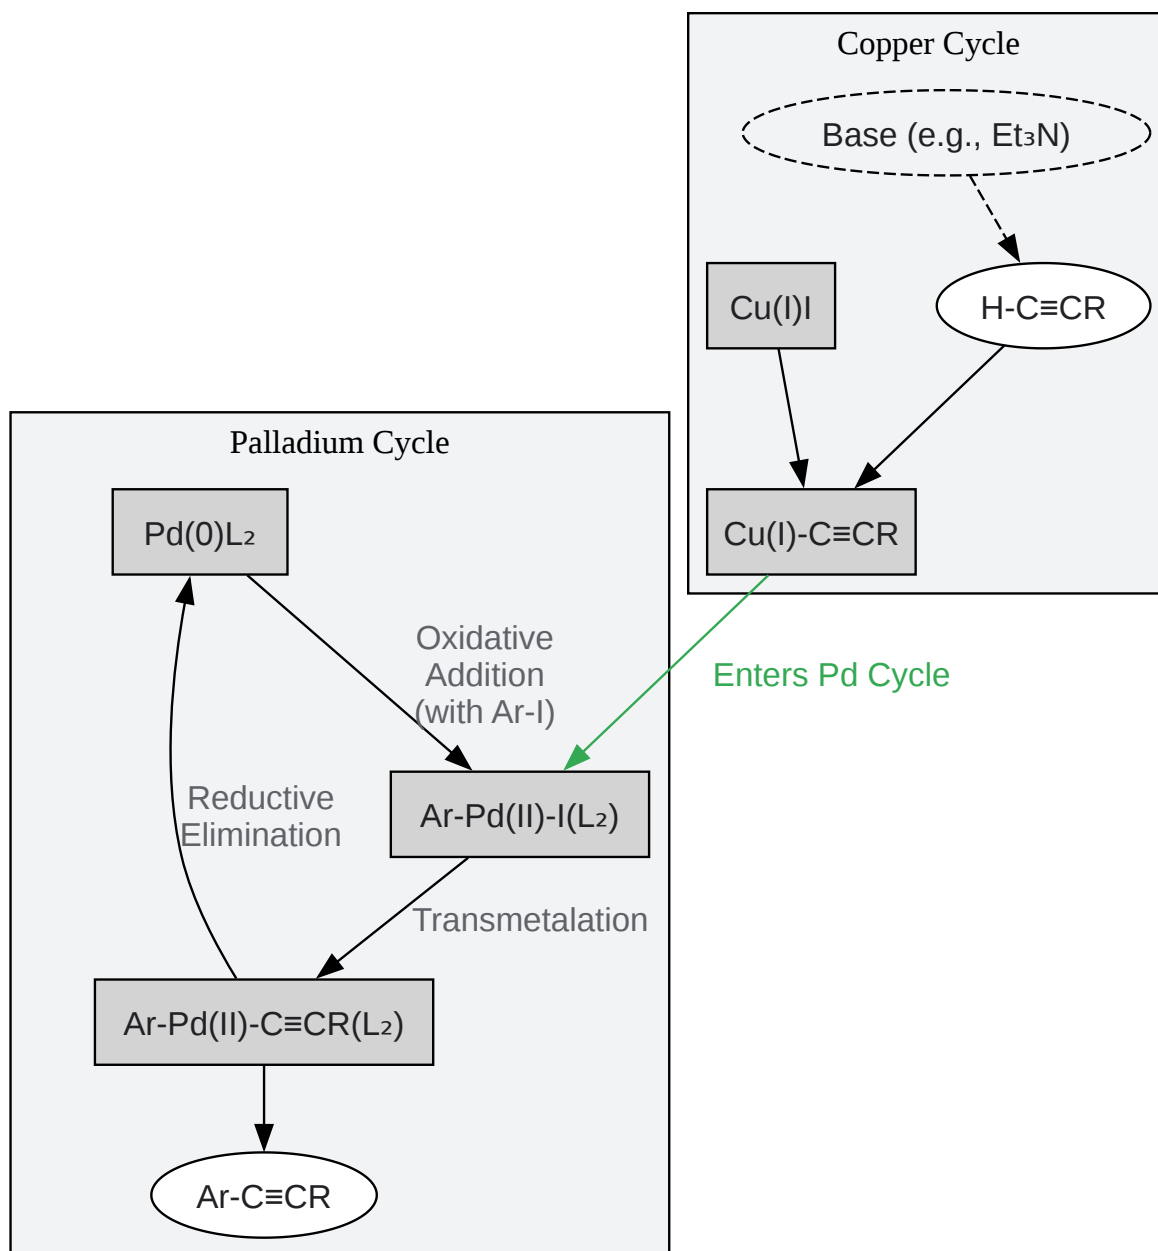 Copper Cycle
Base (e.g., Et₃N)
Cu(I)I
H-C≡CR
Cu(I)-C≡CR
Enters Pd Cycle
Palladium Cycle
Pd(0)L₂
Oxidative
Addition
(with Ar-I)
Reductive
Elimination
Ar-Pd(II)-I(L₂)
Transmetalation
Ar-Pd(II)-C≡CR(L₂)
Ar-C≡CR